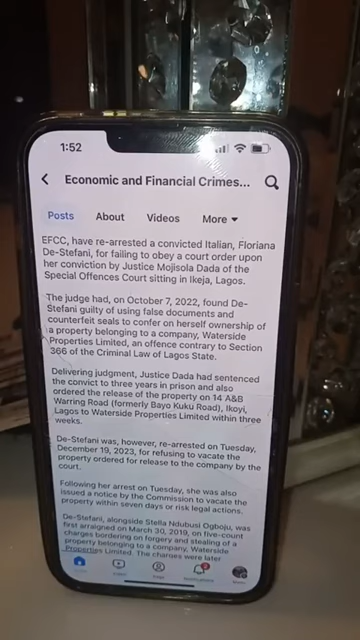 1:52
Economic and Financial Crimes...
Posts About Videos More
EFCC, have re-arrested a convicted Italian, Floriana
De-Stefani, for failing to obey a court order upon
her conviction by Justice Mojisola Dada of the
Special Offences Court sitting in Ikeja, Lagos.
The judge had, on October 7, 2022, found De-
Stefani guilty of using false documents and
counterfeit seals to confer on herself ownership of
a property belonging to a company, Waterside
Properties Limited, an offence contrary to Section
366 of the Criminal Law of Lagos State.
Delivering judgment, Justice Dada had sentenced
the convict to three years in prison and also
ordered the release of the property on 14 A&B
Warring Road (formerly Bayo Kuku Road), Ikoyi,
Lagos to Waterside Properties Limited within three
weeks.
De-Stefani was, however, re-arrested on Tuesday,
December 19, 2023, for refusing to vacate the
property ordered for release to the company by the
court.
Following her arrest on Tuesday, she was also
issued a notice by the Commission to vacate the
property within seven days or risk legal actions.
De-Stefani, alongside Stella Ndubusi Ogboju, was
first arraigned on March 30, 2019, on five-count
charges bordering on forgery and stealing of a
property belonging to a company, Waterside
Properties Limited. The charges were later
Notifications